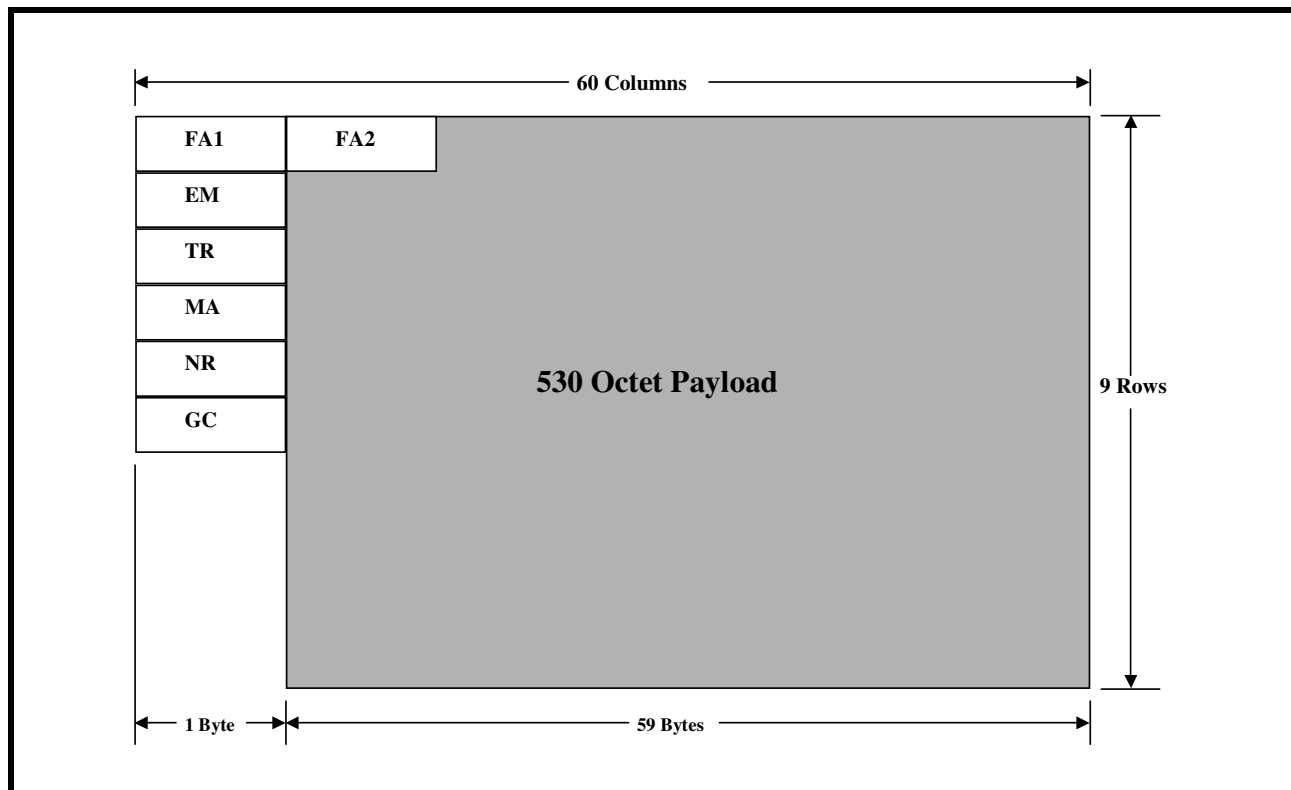 60 Columns
FA1
FA2
EM
TR
MA
NR
GC
530 Octet Payload
9 Rows
1 Byte
59 Bytes